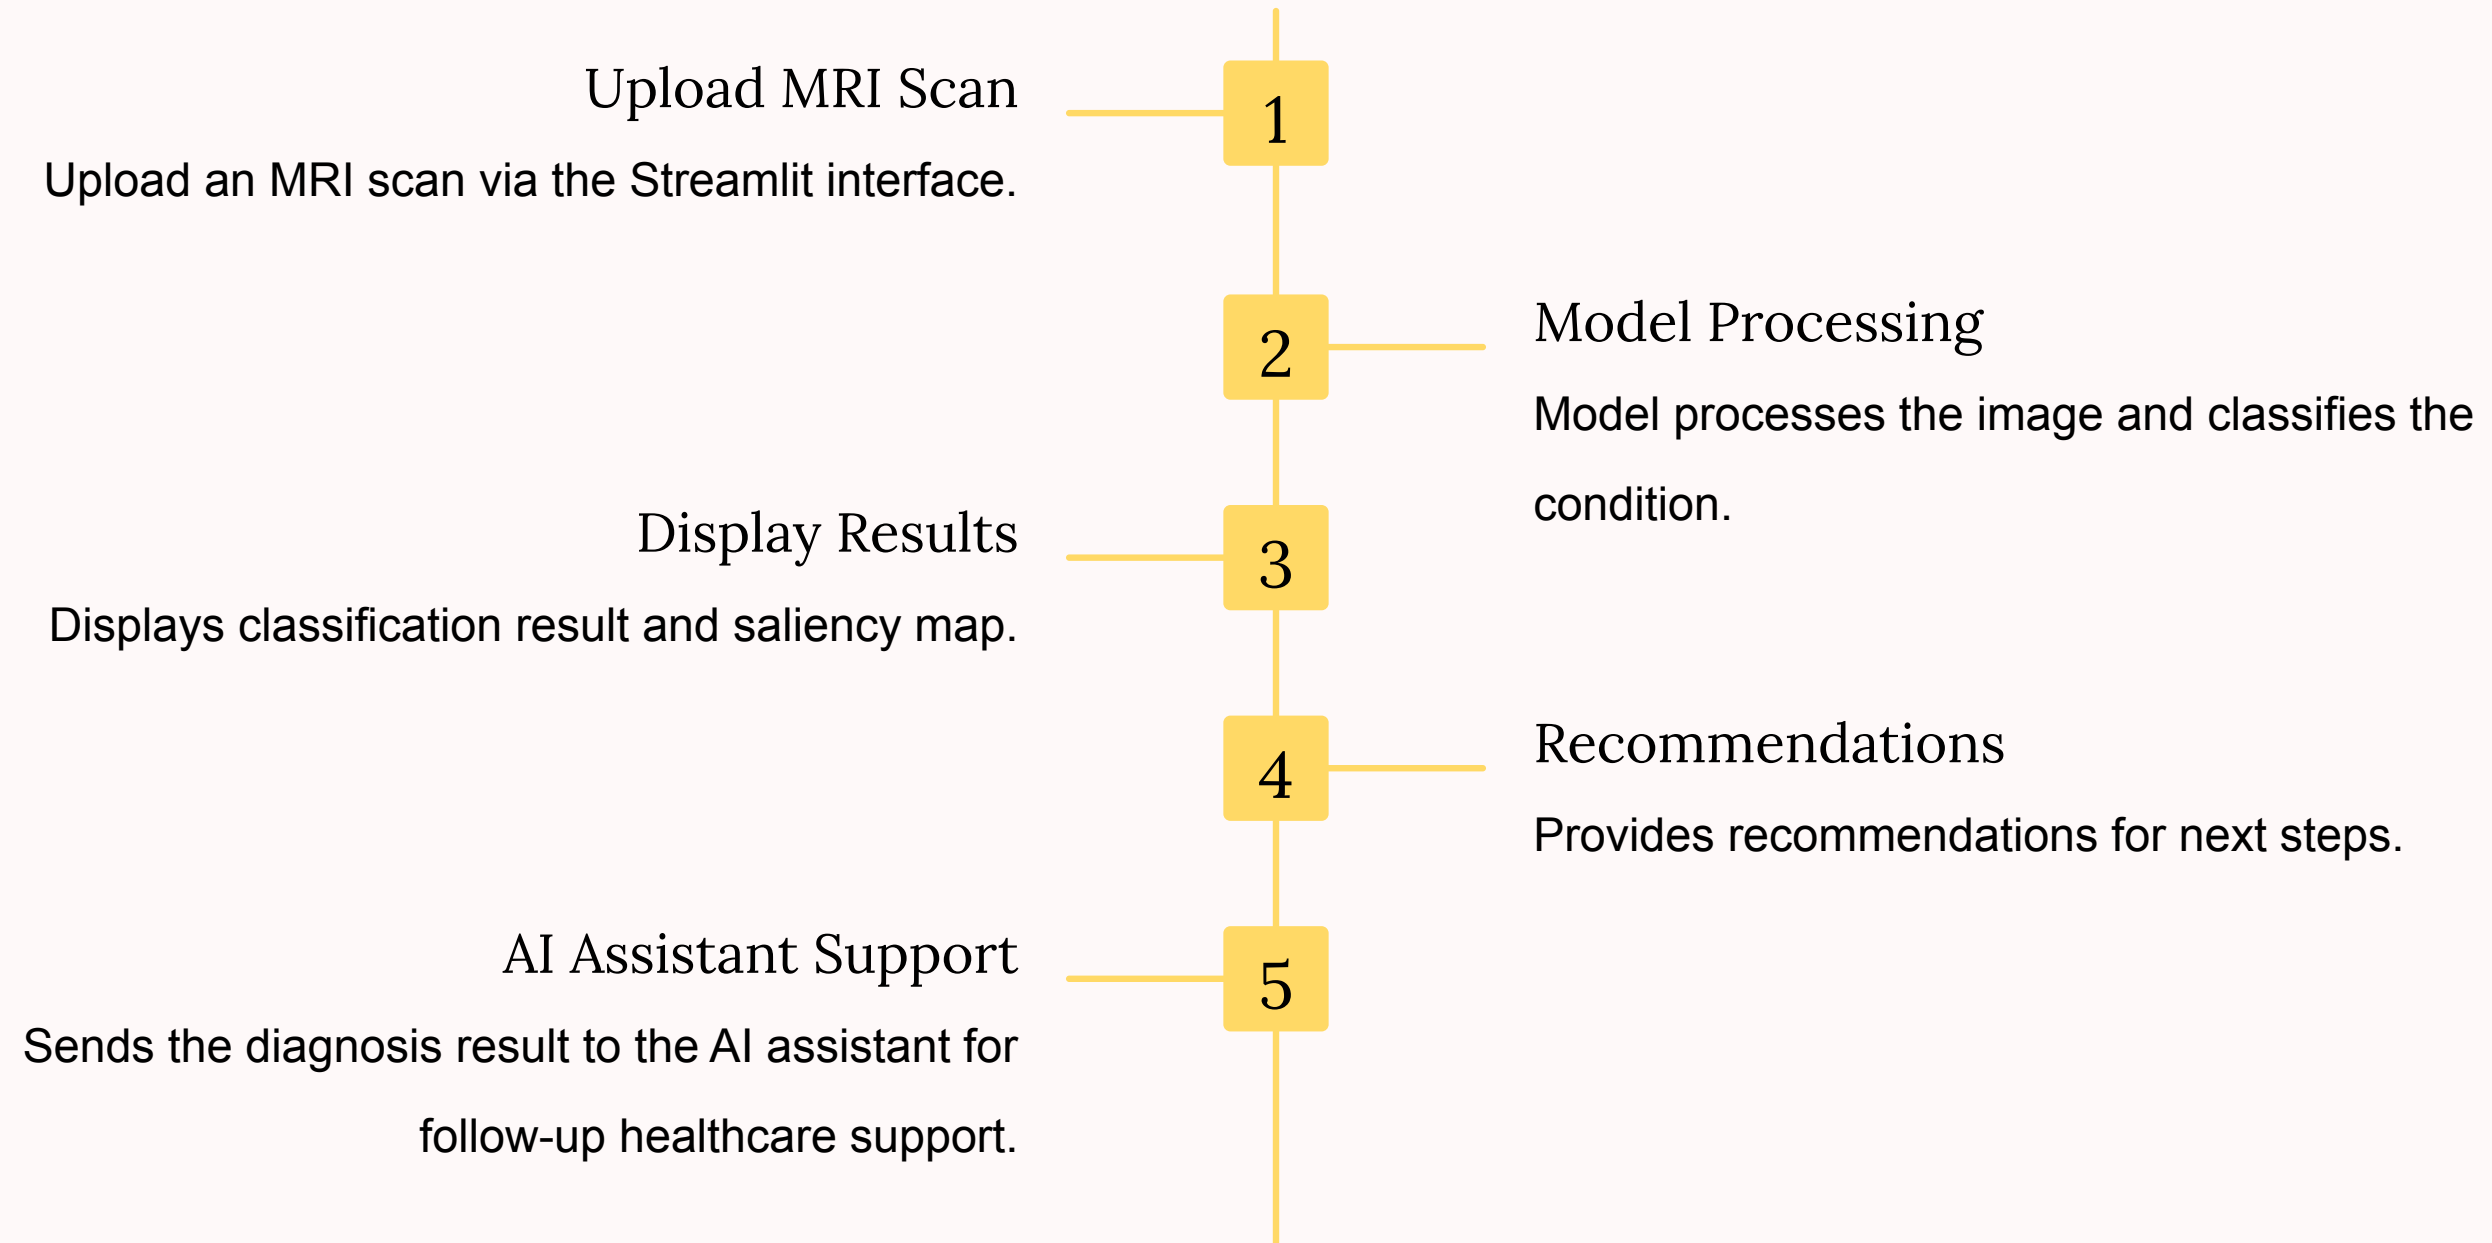 Upload MRI Scan
Upload an MRI scan via the Streamlit interface.
1
2
Model Processing
Model processes the image and classifies the
condition.
Display Results
Displays classification result and saliency map.
3
4
Recommendations
Provides recommendations for next steps.
AI Assistant Support
Sends the diagnosis result to the AI assistant for
follow-up healthcare support.
5